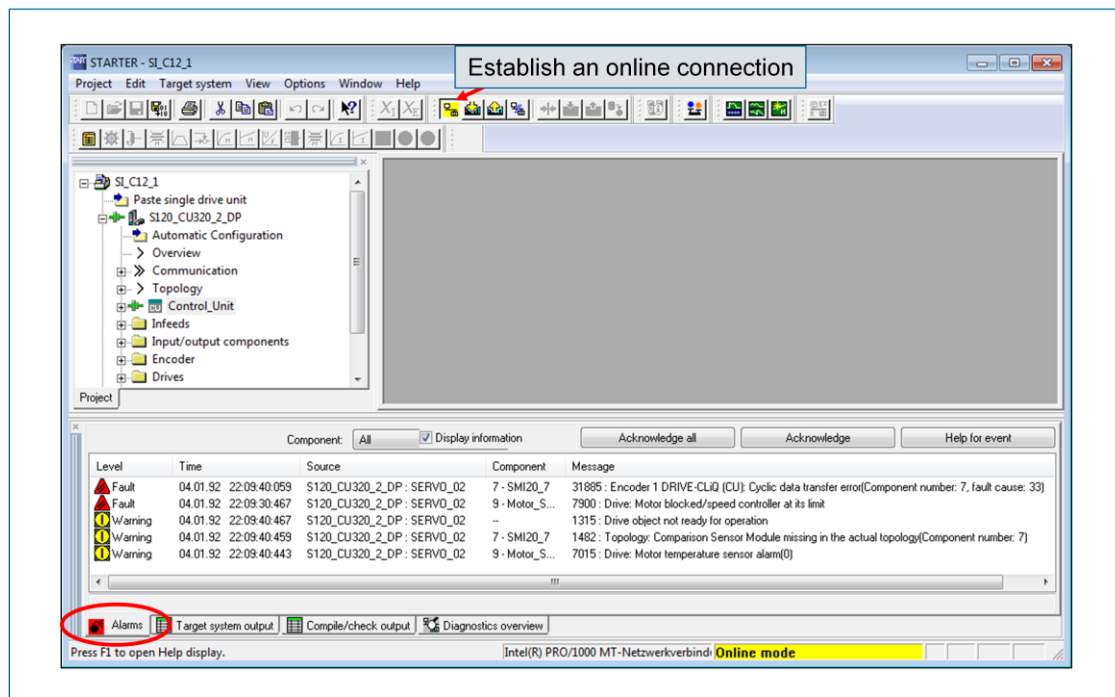 STARTER - SI_C12_1
Establish an online connection
Project Edit Target system View Options Window Help
SI_C12_1
Paste single drive unit
S120_CU320_2_DP
Automatic Configuration
Overview
Communication
Topology
Control_Unit
Infeeds
Input/output components
Encoder
Drives
Project
Component: All Display information Acknowledge all Acknowledge Help for event
Level Time Source Component Message
Fault 04.01.92 22:09:40:059 S120_CU320_2_DP : SERVO_02 7 - SMI20_7 31885 : Encoder 1 DRIVE-CLiQ (CU): Cyclic data transfer error(Component number: 7, fault cause: 33)
Fault 04.01.92 22:09:30:467 S120_CU320_2_DP : SERVO_02 9 - Motor_S... 7900 : Drive: Motor blocked/speed controller at its limit
Warning 04.01.92 22:09:40:467 S120_CU320_2_DP : SERVO_02 -- 1315 : Drive object not ready for operation
Warning 04.01.92 22:09:40:459 S120_CU320_2_DP : SERVO_02 7 - SMI20_7 1482 : Topology: Comparison Sensor Module missing in the actual topology(Component number: 7)
Warning 04.01.92 22:09:40:443 S120_CU320_2_DP : SERVO_02 9 - Motor_S... 7015 : Drive: Motor temperature sensor alarm(0)
Alarms Target system output Compile/check output Diagnostics overview
Press F1 to open Help display. Intel(R) PRO/1000 MT-Netzwerkverbind Online mode